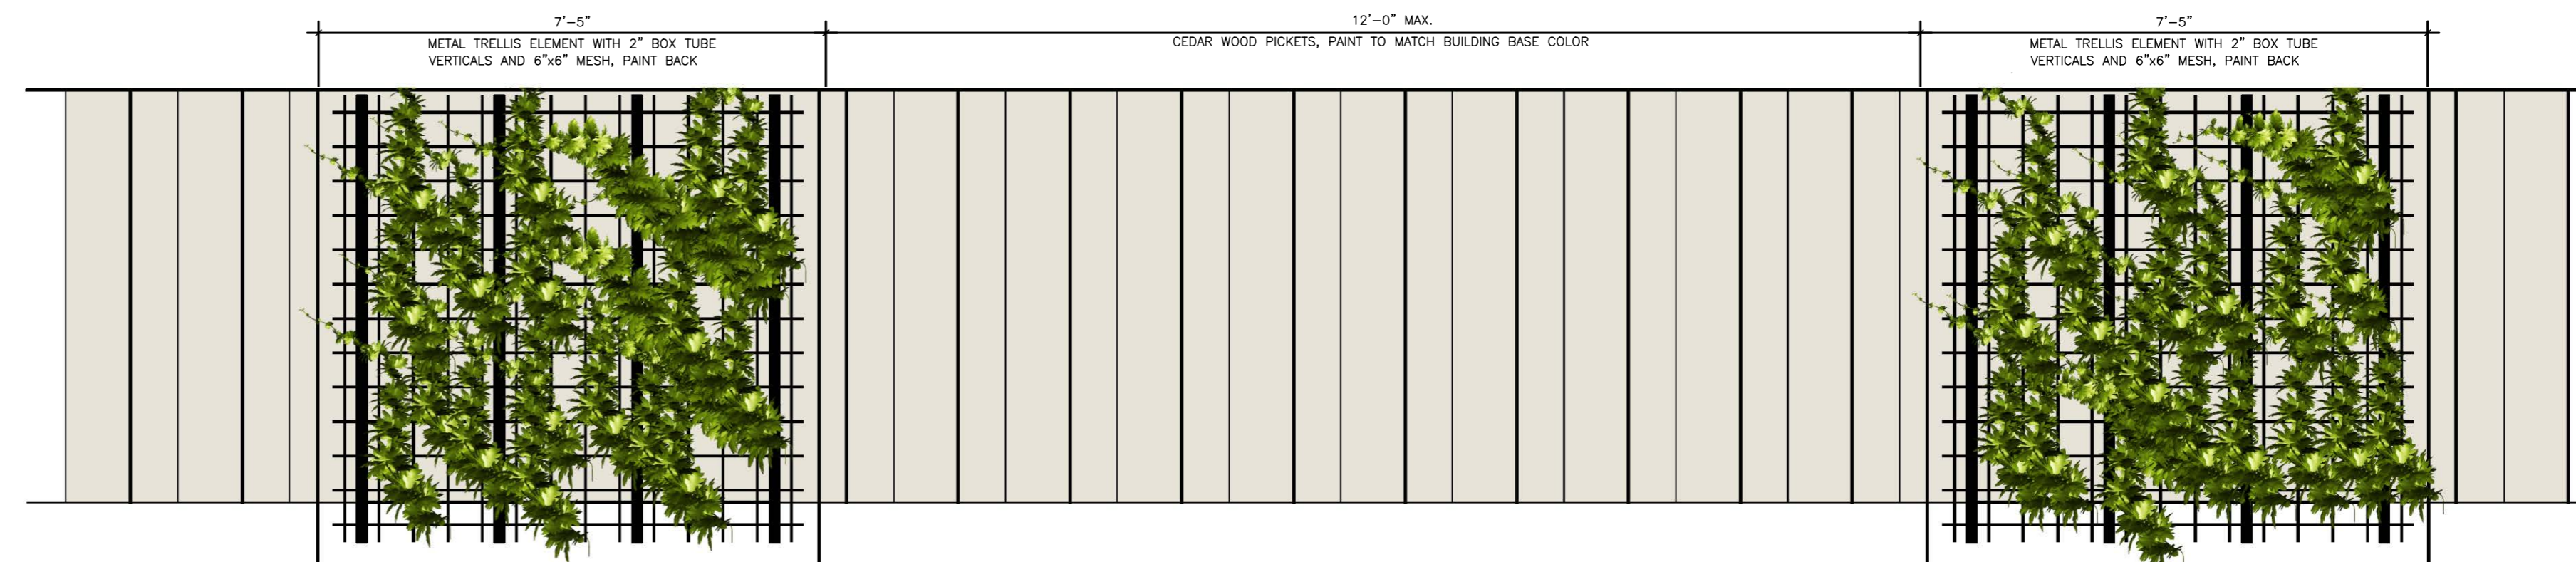 7'-5"
METAL TRELLIS ELEMENT WITH 2" BOX TUBE
VERTICALS AND 6"x6" MESH, PAINT BACK
12'-0" MAX.
CEDAR WOOD PICKETS, PAINT TO MATCH BUILDING BASE COLOR
7'-5"
METAL TRELLIS ELEMENT WITH 2" BOX TUBE
VERTICALS AND 6"x6" MESH, PAINT BACK